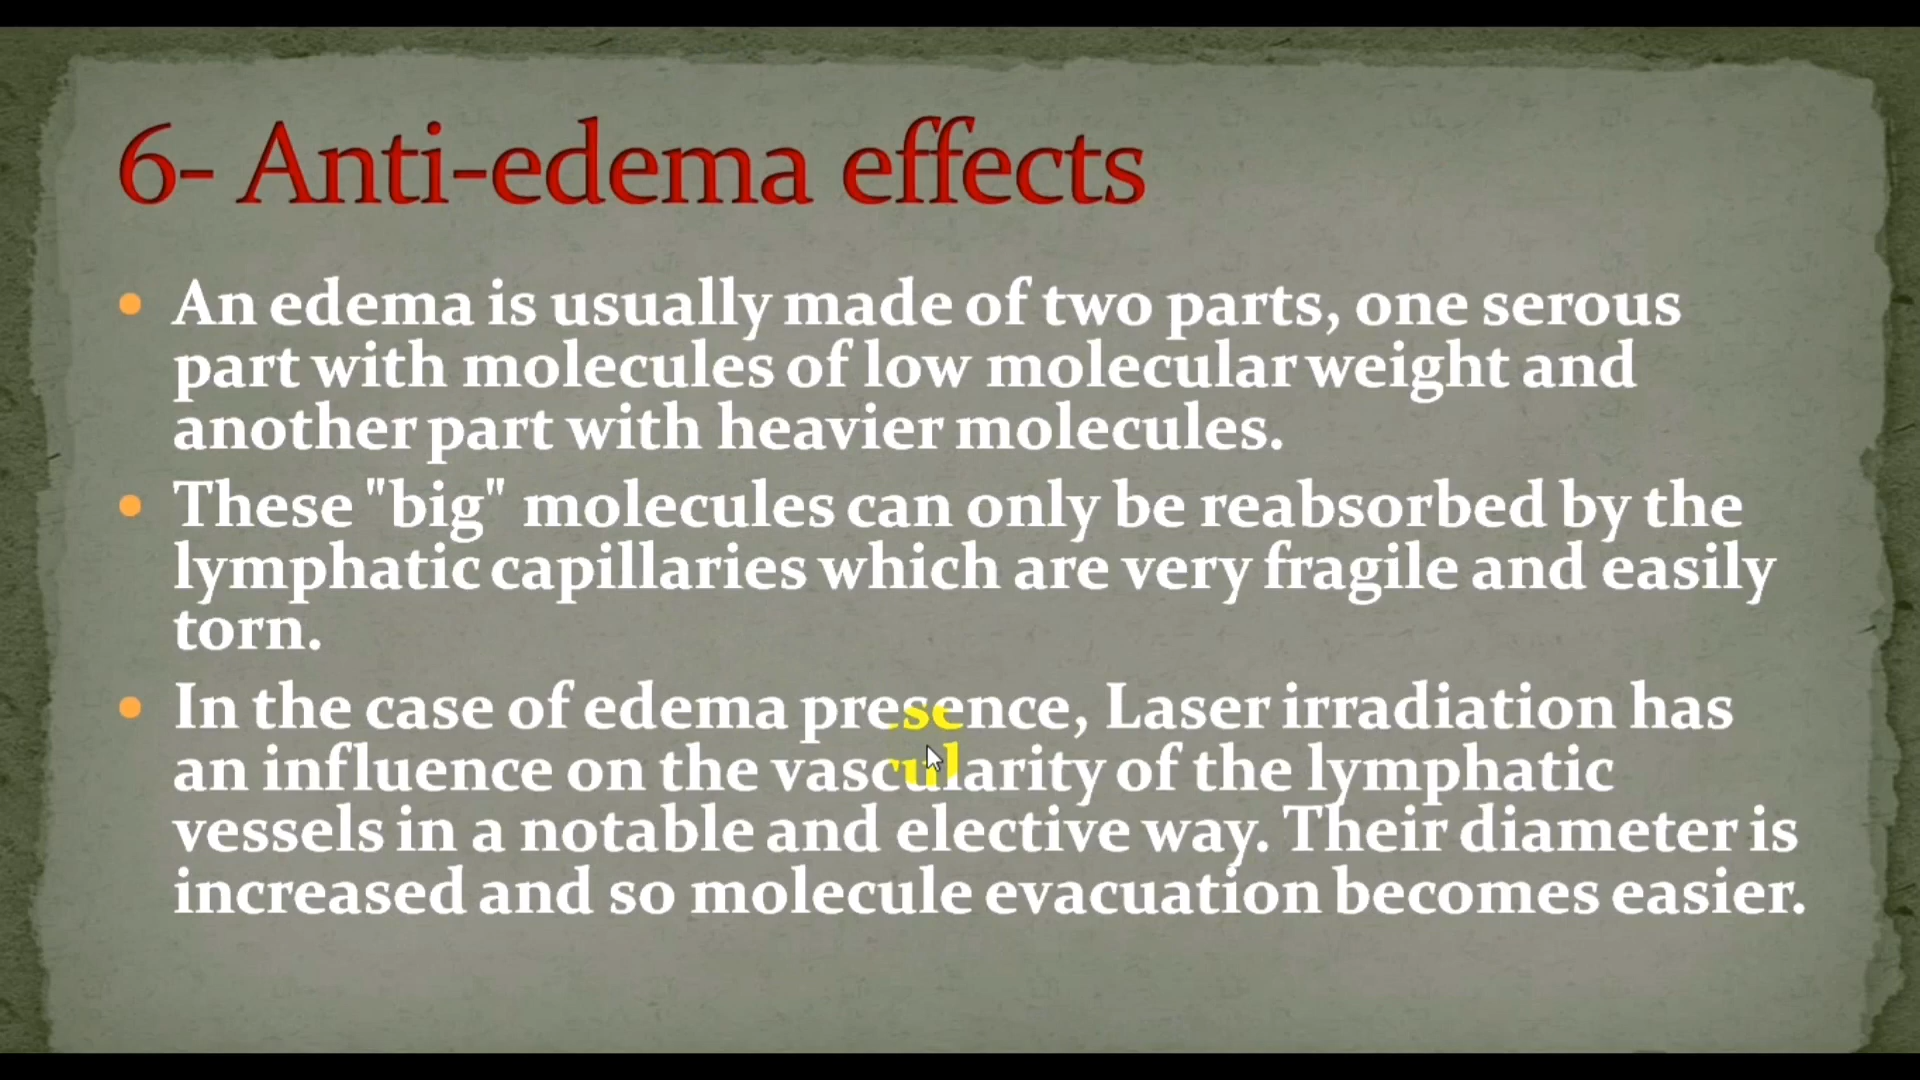 6- Anti-edema effects
• An edema is usually made of two parts, one serous
part with molecules of low molecular weight and
another part with heavier molecules.
• These "big" molecules can only be reabsorbed by the
lymphatic capillaries which are very fragile and easily
torn.
• In the case of edema presence, Laser irradiation has
an influence on the vascularity of the lymphatic
vessels in a notable and elective way. Their diameter is
increased and so molecule evacuation becomes easier.